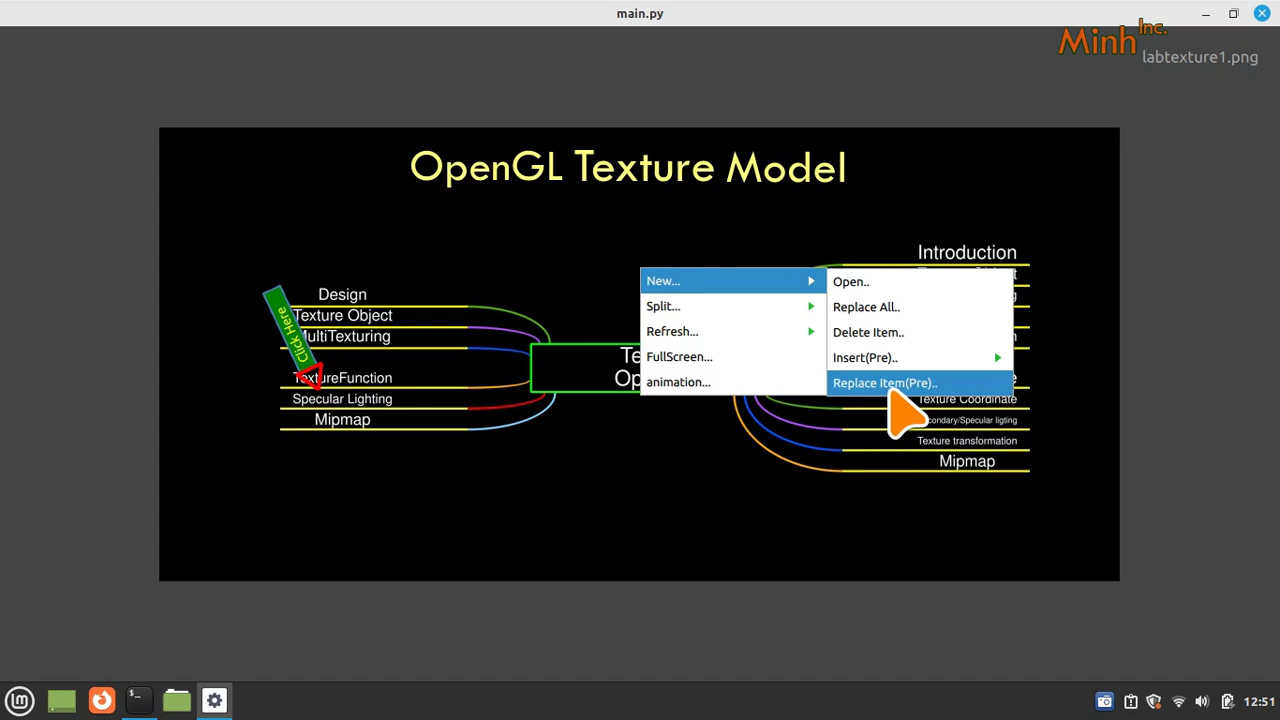 main.py
Minh Inc.
labtexture1.png
OpenGL Texture Model
Introduction
Design
Texture Object
MultiTexturing
TextureFunction
Specular Lighting
Mipmap
Click Here
New...
Split...
Refresh...
FullScreen...
animation...
Open..
Replace All..
Delete Item..
Insert(Pre)..
Replace Item(Pre)..
Texture Coordinate
Texture transformation
Mipmap
$_
12:51